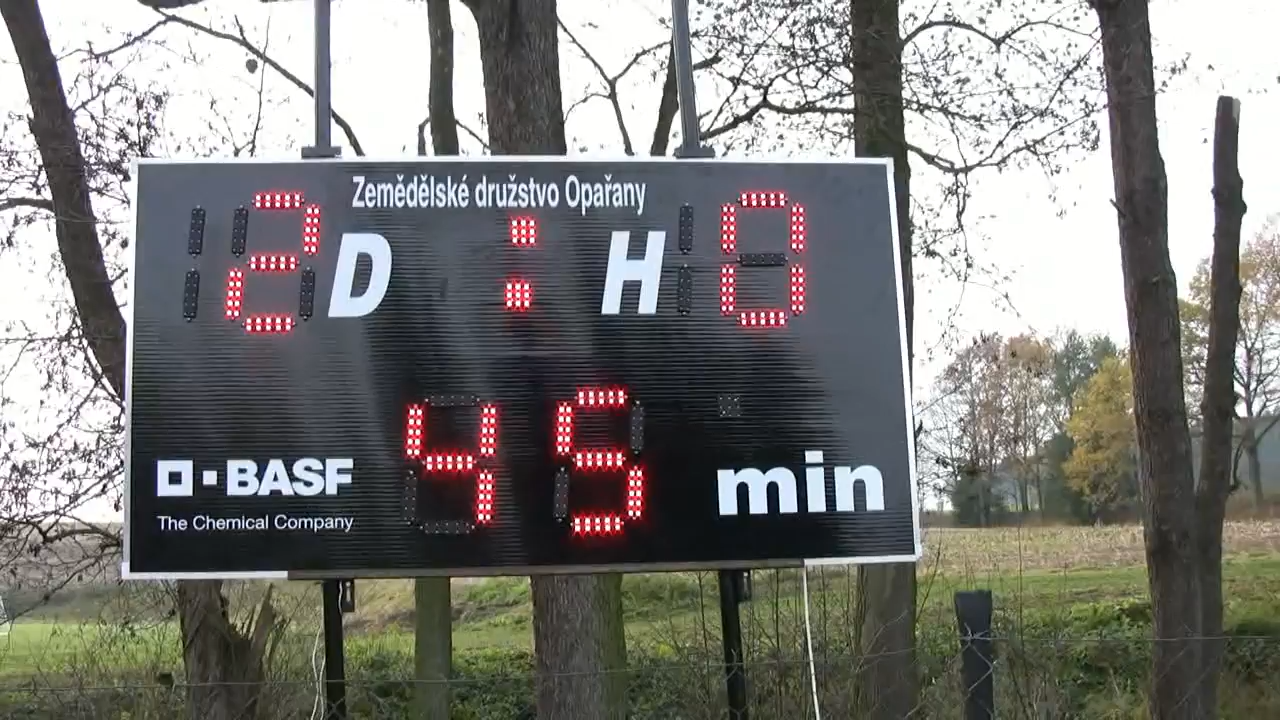 Zemědělské družstvo Opařany
2 D : H 0
45 min
BASF
The Chemical Company